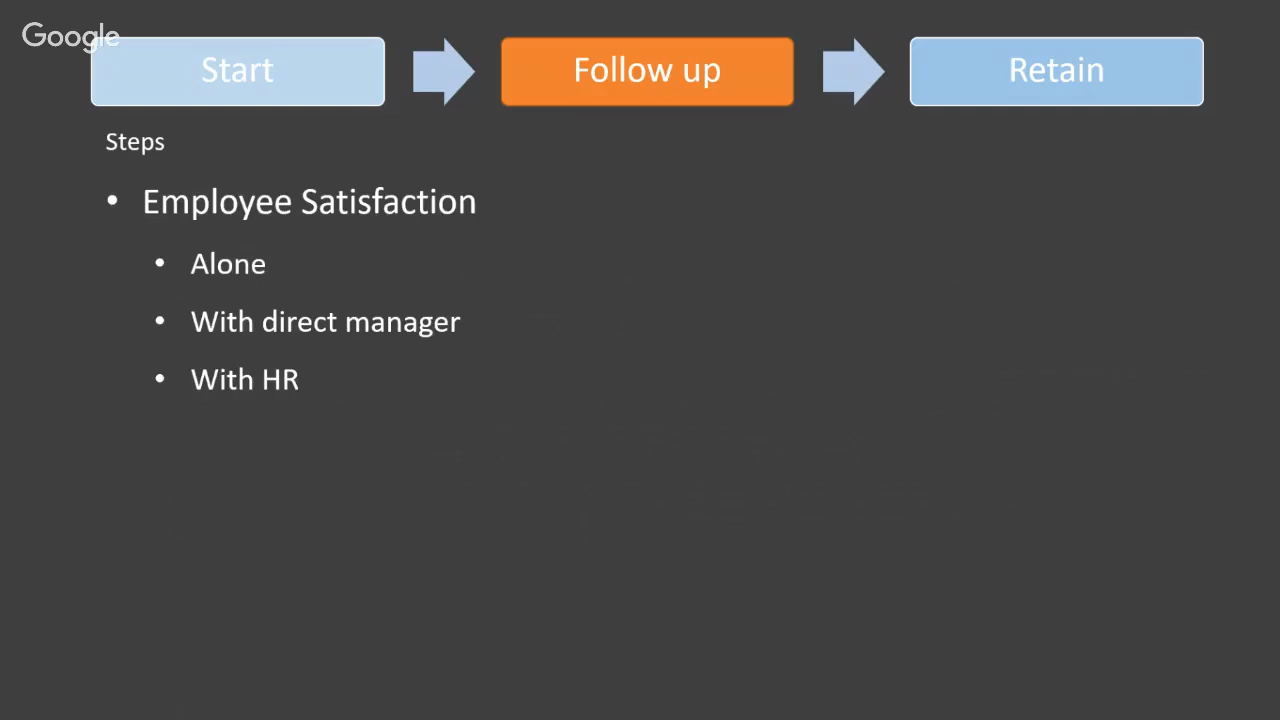 Google
Start
Follow up
Retain
Steps
• Employee Satisfaction
• Alone
• With direct manager
• With HR